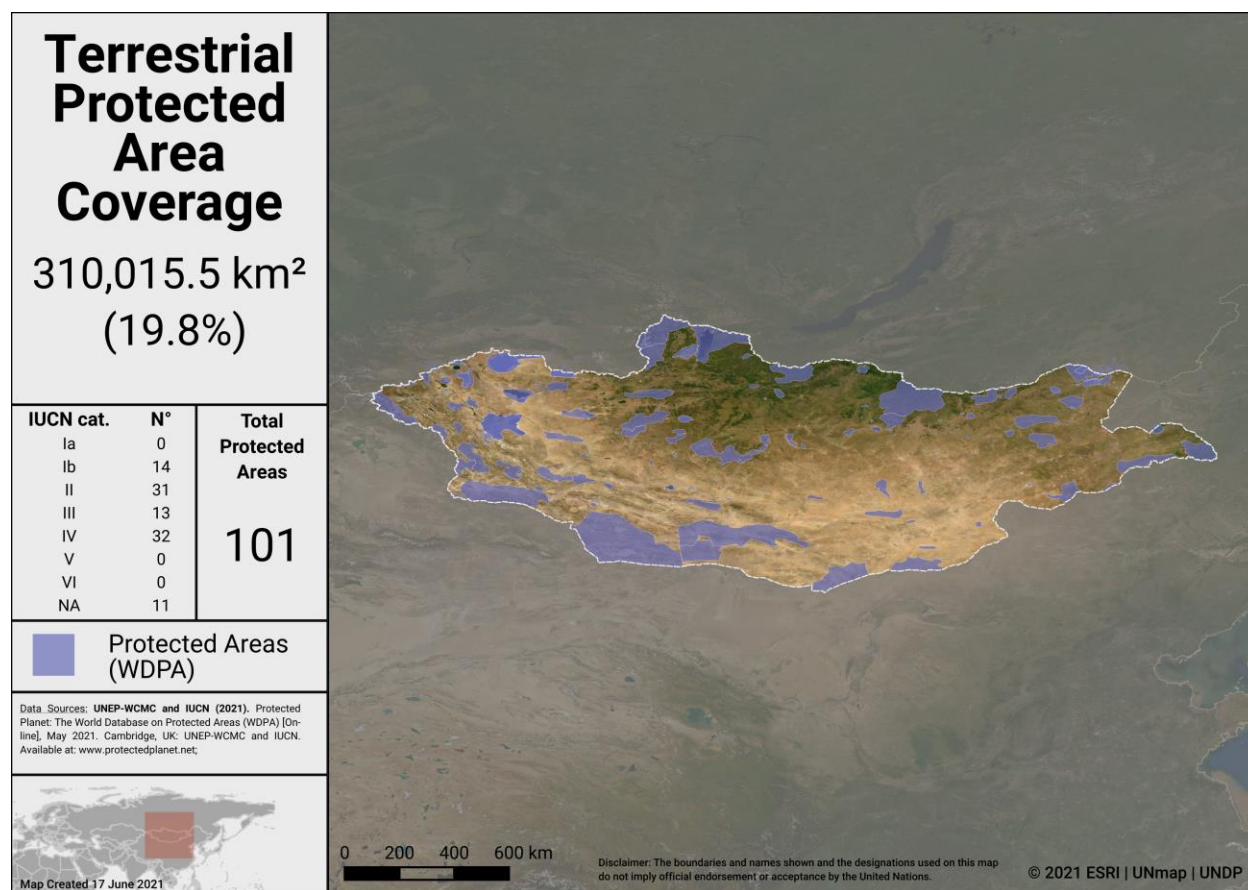 Terrestrial
Protected
Area
Coverage
310,015.5 km²
(19.8%)
IUCN cat. N°
Ia 0
Ib 14
II 31
III 13
IV 32
V 0
VI 0
NA 11
Total
Protected
Areas
101
Protected Areas
(WDPA)
Data Sources: UNEP-WCMC and IUCN (2021). Protected
Planet: The World Database on Protected Areas (WDPA) [On-
line], May 2021. Cambridge, UK: UNEP-WCMC and IUCN.
Available at: www.protectedplanet.net;
Map Created 17 June 2021
0 200 400 600 km
Disclaimer: The boundaries and names shown and the designations used on this map
do not imply official endorsement or acceptance by the United Nations.
© 2021 ESRI | UNmap | UNDP